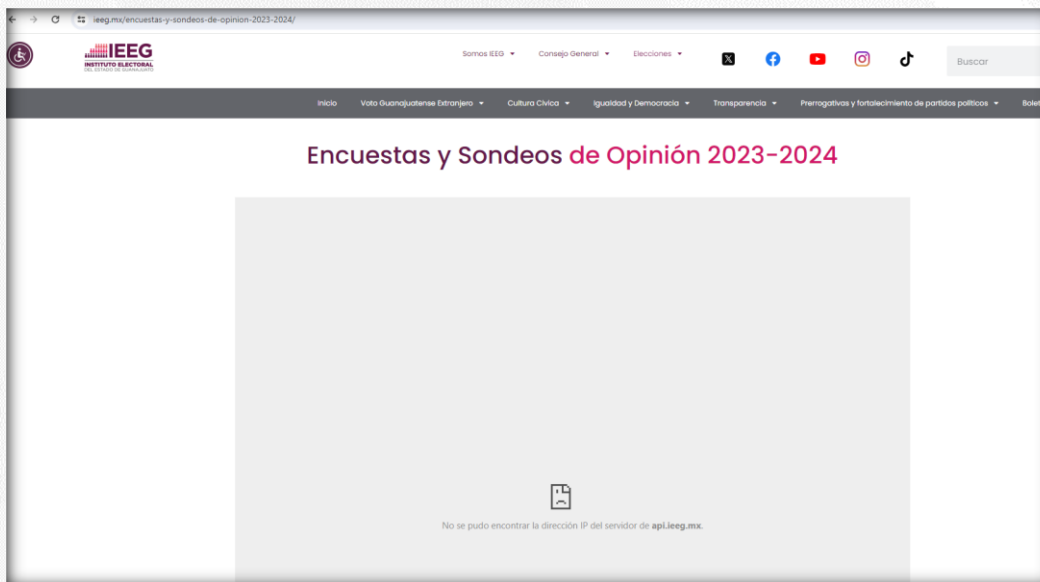 ieeg.mx/encuestas-y-sondeos-de-opinion-2023-2024/
IEEG
INSTITUTO ELECTORAL
DEL ESTADO DE GUANAJUATO
Somos IEEG Consejo General Elecciones Buscar
Inicio Voto Guanajuatense Extranjero Cultura Cívica Igualdad y Democracia Transparencia Prerrogativas y fortalecimiento de partidos políticos Bolet
Encuestas y Sondeos de Opinión 2023-2024
No se pudo encontrar la dirección IP del servidor de api.ieeg.mx.